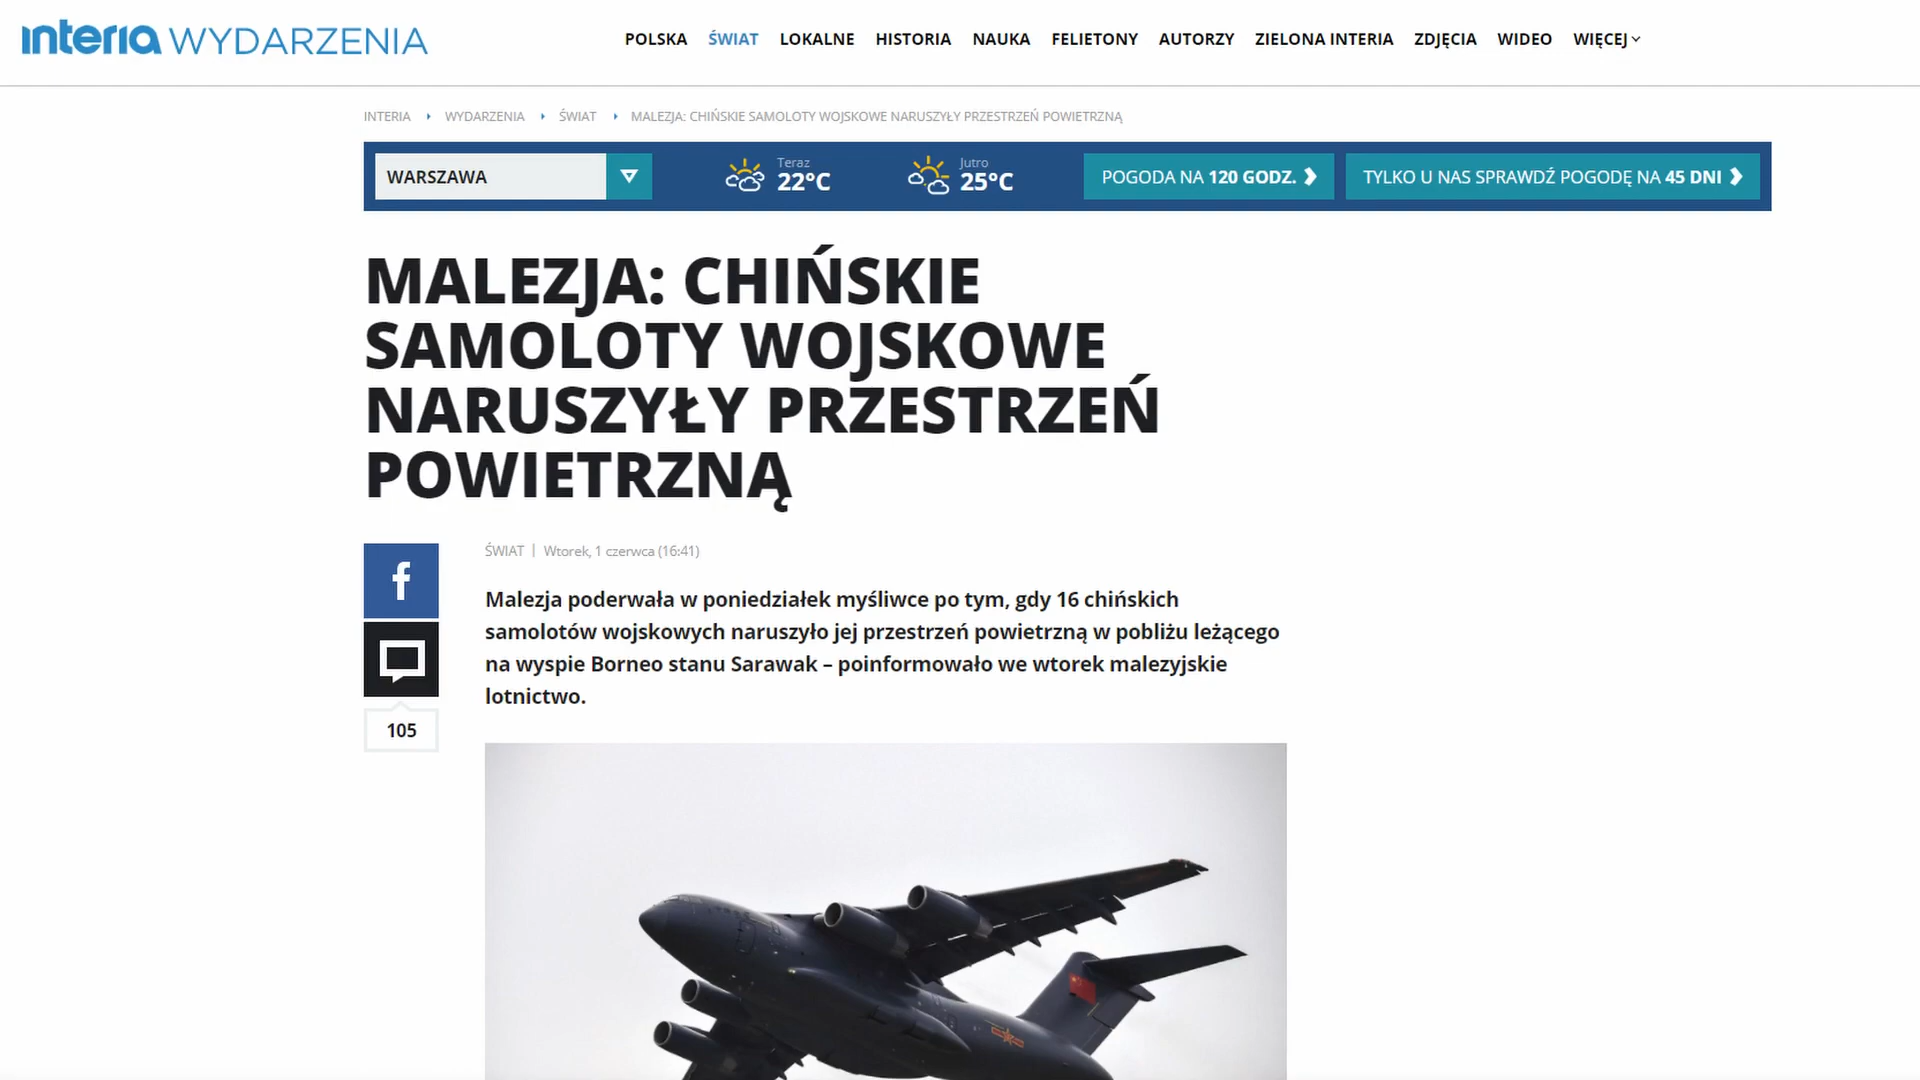 interia WYDARZENIA
POLSKA ŚWIAT LOKALNE HISTORIA NAUKA FELIETONY AUTORZY ZIELONA INTERIA ZDJĘCIA WIDEO WIĘCEJ
INTERIA WYDARZENIA ŚWIAT MALEZJA: CHIŃSKIE SAMOLOTY WOJSKOWE NARUSZYŁY PRZESTRZEŃ POWIETRZNĄ
WARSZAWA
Teraz
22°C
Jutro
25°C
POGODA NA 120 GODZ.
TYLKO U NAS SPRAWDŹ POGODĘ NA 45 DNI
MALEZJA: CHIŃSKIE
SAMOLOTY WOJSKOWE
NARUSZYŁY PRZESTRZEŃ
POWIETRZNĄ
f
ŚWIAT | Wtorek, 1 czerwca (16:41)
Malezja poderwała w poniedziałek myśliwce po tym, gdy 16 chińskich
samolotów wojskowych naruszyło jej przestrzeń powietrzną w pobliżu leżącego
na wyspie Borneo stanu Sarawak – poinformowało we wtorek malezyjskie
lotnictwo.
105